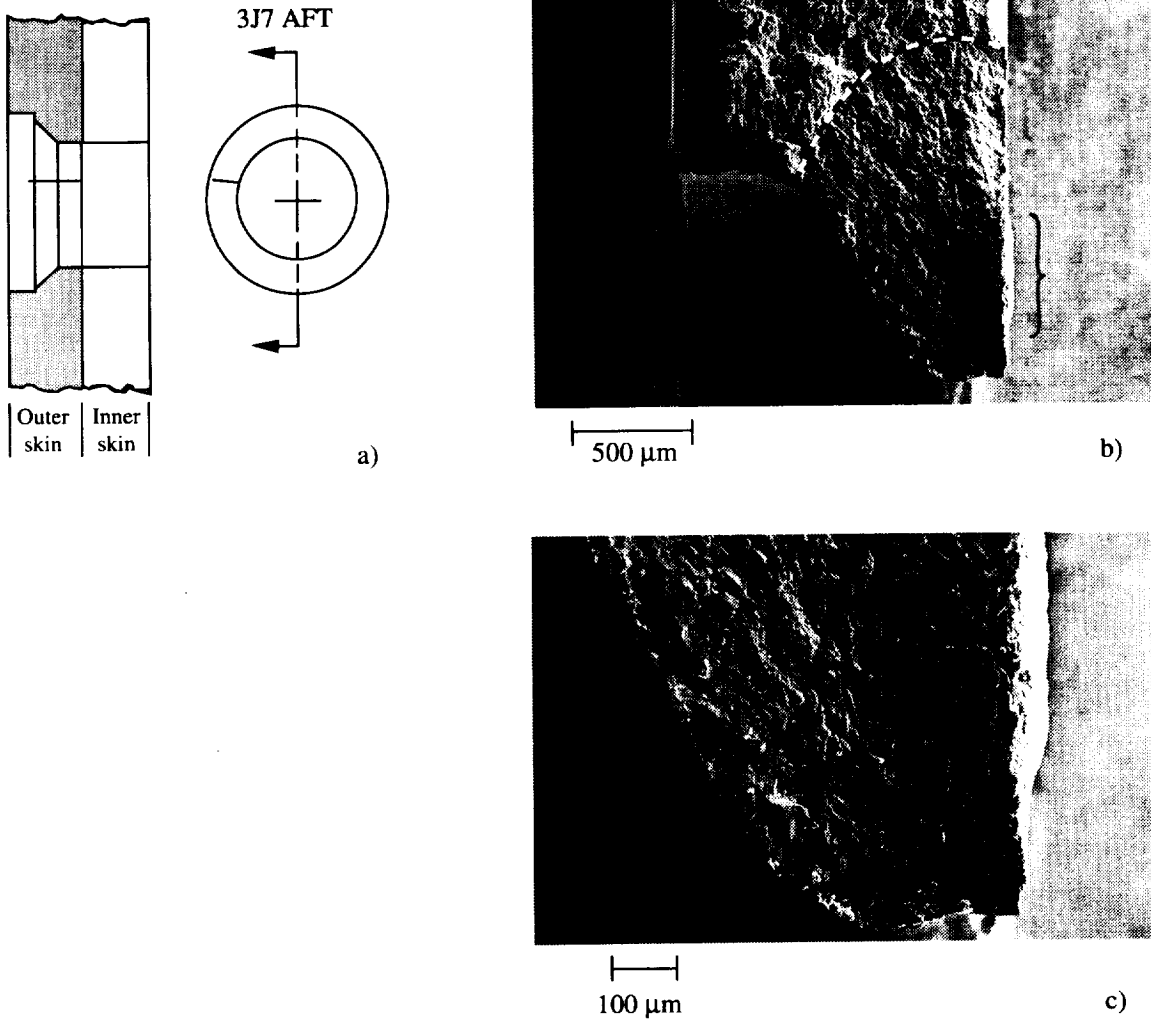 3J7 AFT
Outer
skin
Inner
skin
a)
500 μm
b)
100 μm
c)